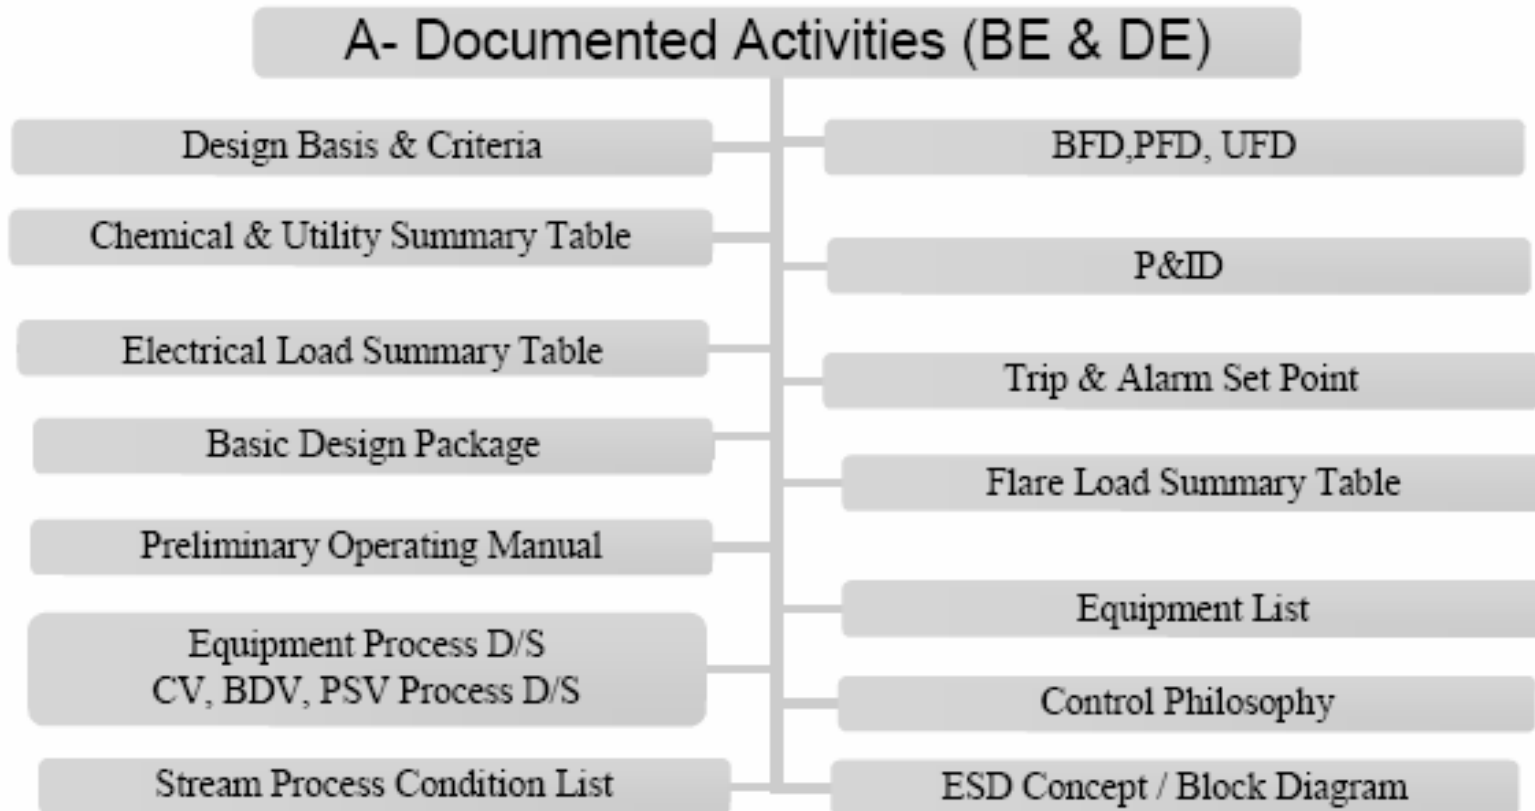 A- Documented Activities (BE & DE)
Design Basis & Criteria
Chemical & Utility Summary Table
Electrical Load Summary Table
Basic Design Package
Preliminary Operating Manual
Equipment Process D/S
CV, BDV, PSV Process D/S
Stream Process Condition List
BFD,PFD, UFD
P&ID
Trip & Alarm Set Point
Flare Load Summary Table
Equipment List
Control Philosophy
ESD Concept / Block Diagram